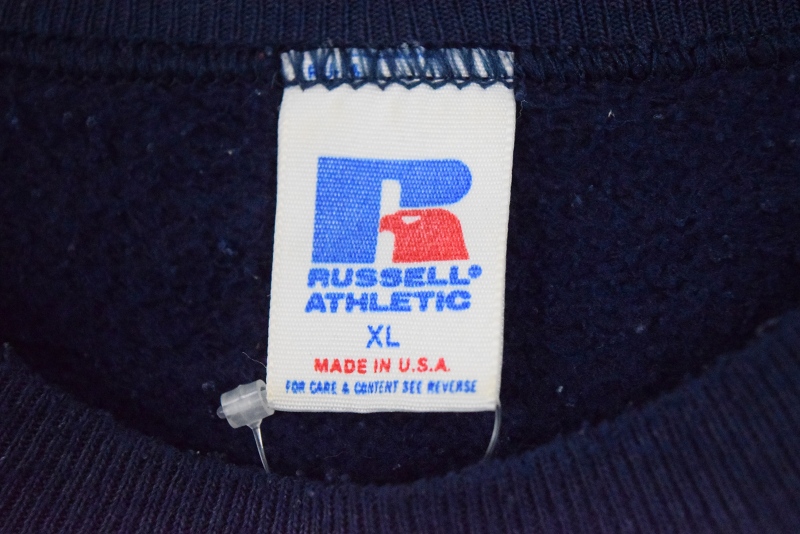 R
RUSSELL®
ATHLETIC
XL
MADE IN U.S.A.
FOR CARE & CONTENT SEE REVERSE